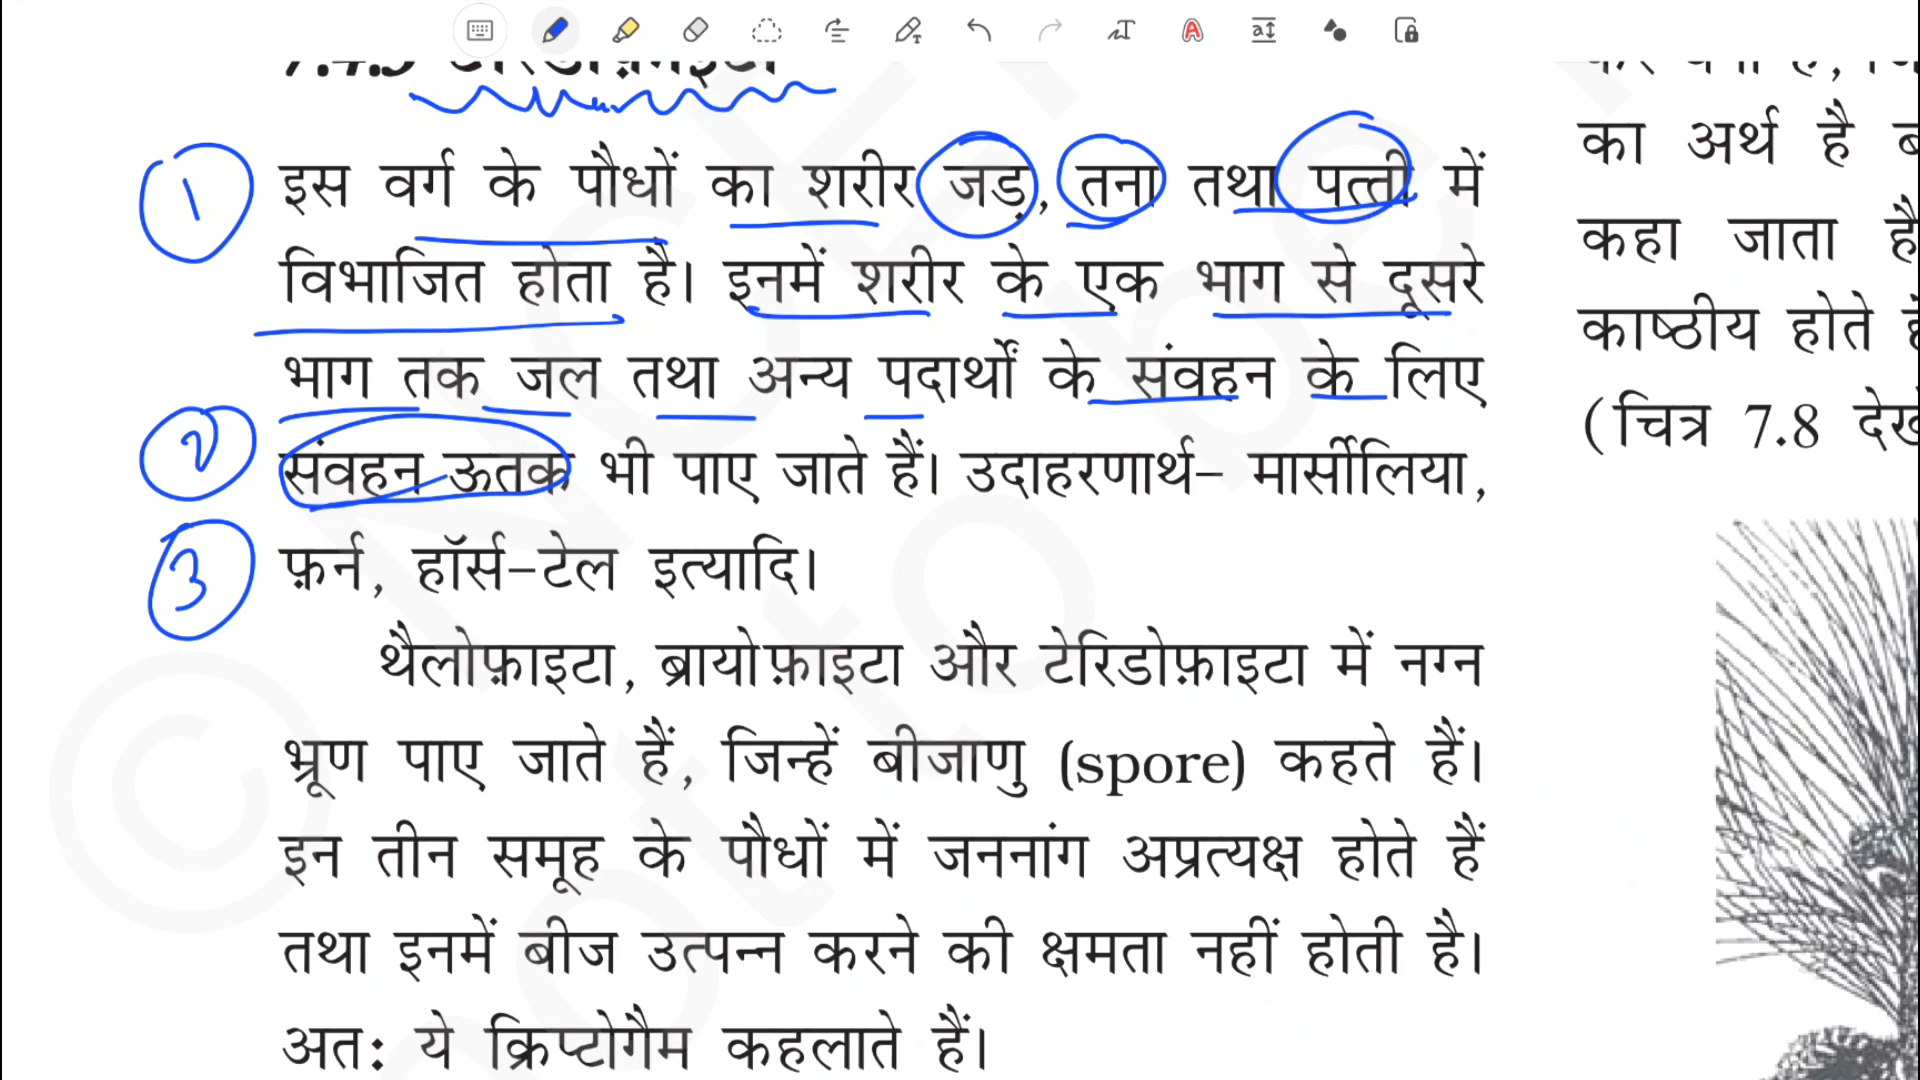 इस वर्ग के पौधों का शरीर जड़, तना तथा पत्ती में
विभाजित होता है। इनमें शरीर के एक भाग से दूसरे
भाग तक जल तथा अन्य पदार्थों के संवहन के लिए
संवहन ऊतक भी पाए जाते हैं। उदाहरणार्थ– मार्सीलिया,
फ़र्न, हॉर्स-टेल इत्यादि।
थैलोफ़ाइटा, ब्रायोफ़ाइटा और टेरिडोफ़ाइटा में नग्न
भ्रूण पाए जाते हैं, जिन्हें बीजाणु (spore) कहते हैं।
इन तीन समूह के पौधों में जननांग अप्रत्यक्ष होते हैं
तथा इनमें बीज उत्पन्न करने की क्षमता नहीं होती है।
अत: ये क्रिप्टोगैम कहलाते हैं।
1
2
3
का अर्थ है
कहा जाता
काष्ठीय होते
(चित्र 7.8